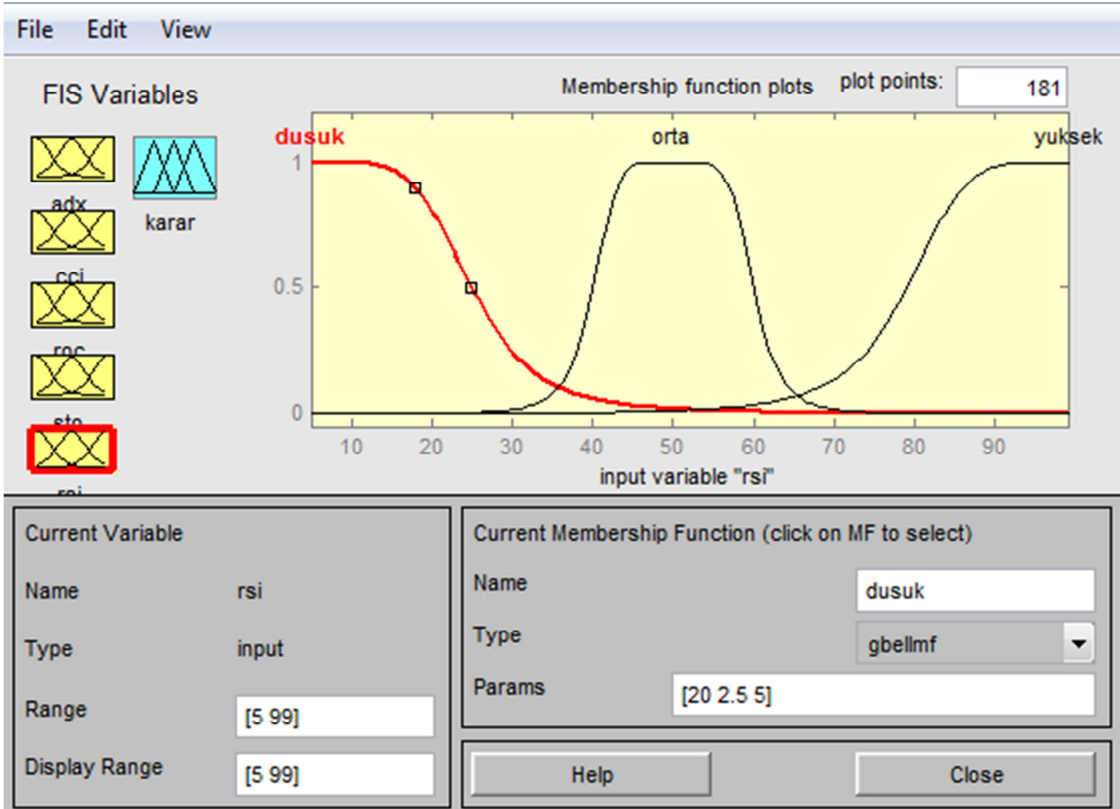 File Edit View
FIS Variables
Membership function plots plot points: 181
adx
karar
cci
roc
sto
rsi
dusuk orta yuksek
1
0.5
0
10 20 30 40 50 60 70 80 90
input variable "rsi"
Current Variable
Name rsi
Type input
Range [5 99]
Display Range [5 99]
Current Membership Function (click on MF to select)
Name dusuk
Type gbellmf
Params [20 2.5 5]
Help Close